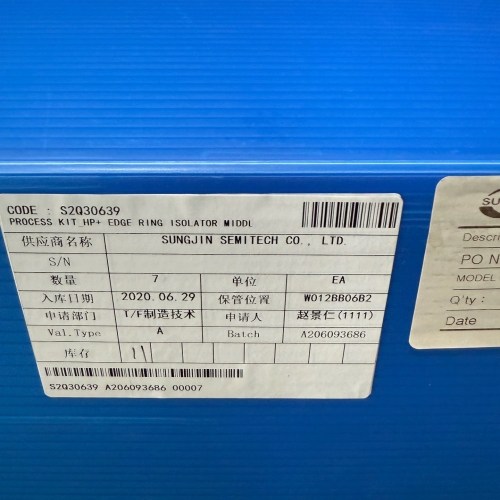 CODE : S2Q30639
PROCESS KIT_HP+ EDGE RING ISOLATOR MIDDL
供应商名称 SUNGJIN SEMITECH CO., LTD.
S/N
数量 7 单位 EA
入库日期 2020.06.29 保管位置 W012BB06B2
申请部门 T/F制造技术 申请人 赵景仁(1111)
Val.Type A Batch A206093686
库存 11
S2Q30639 A206093686 00007
SU
Descri
PO N
MODEL
Q'ty :
Date